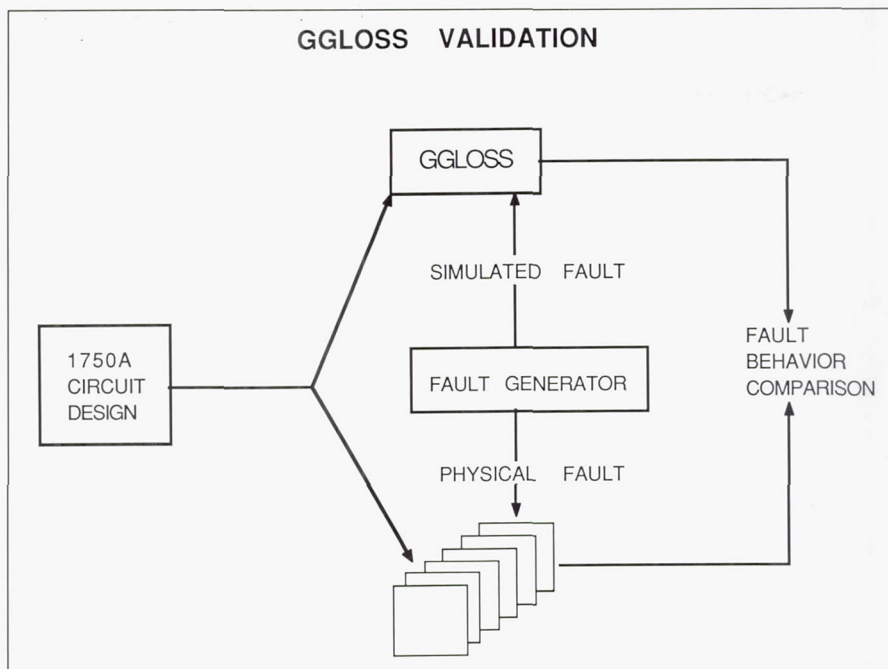 GGLOSS VALIDATION
GGLOSS
SIMULATED FAULT
1750A
CIRCUIT
DESIGN
FAULT GENERATOR
FAULT
BEHAVIOR
COMPARISON
PHYSICAL FAULT